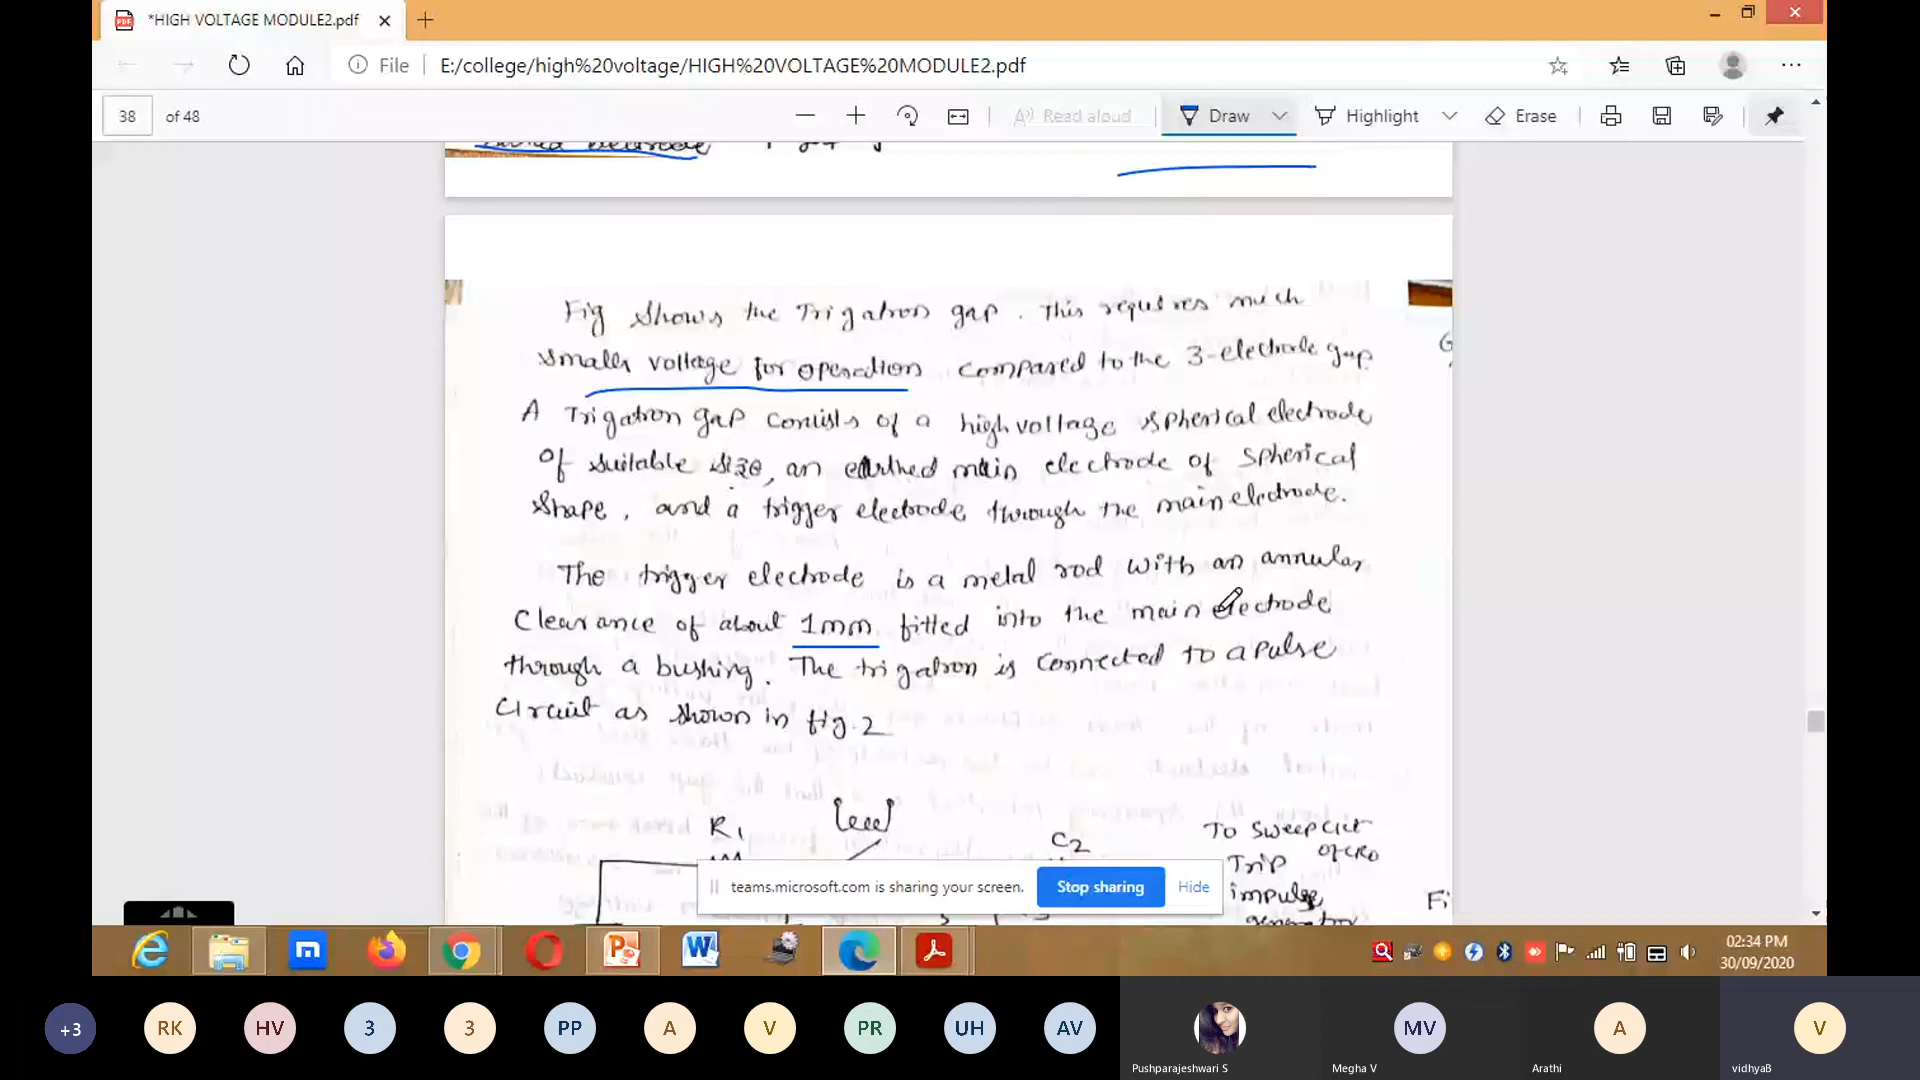 *HIGH VOLTAGE MODULE2.pdf
File E:/college/high%20voltage/HIGH%20VOLTAGE%20MODULE2.pdf
38 of 48 Read aloud Draw Highlight Erase
Fig shows the Trigatron gap. This requires much
smaller voltage for operation compared to the 3-electrode gap.
A Trigatron gap consists of a high voltage spherical electrode
of suitable size, an earthed main electrode of spherical
shape, and a trigger electrode through the main electrode.
The trigger electrode is a metal rod with an annular
Clearance of about 1mm fitted into the main electrode
through a bushing. The trigatron is connected to a pulse
circuit as shown in fig.2
R1 C2 To sweep ckt
of CRO
Trip
impulse
generator
Fi
teams.microsoft.com is sharing your screen. Stop sharing Hide
02:34 PM
30/09/2020
+3 RK HV 3 3 PP A V PR UH AV MV A V
Pushparajeshwari S Megha V Arathi vidhyaB